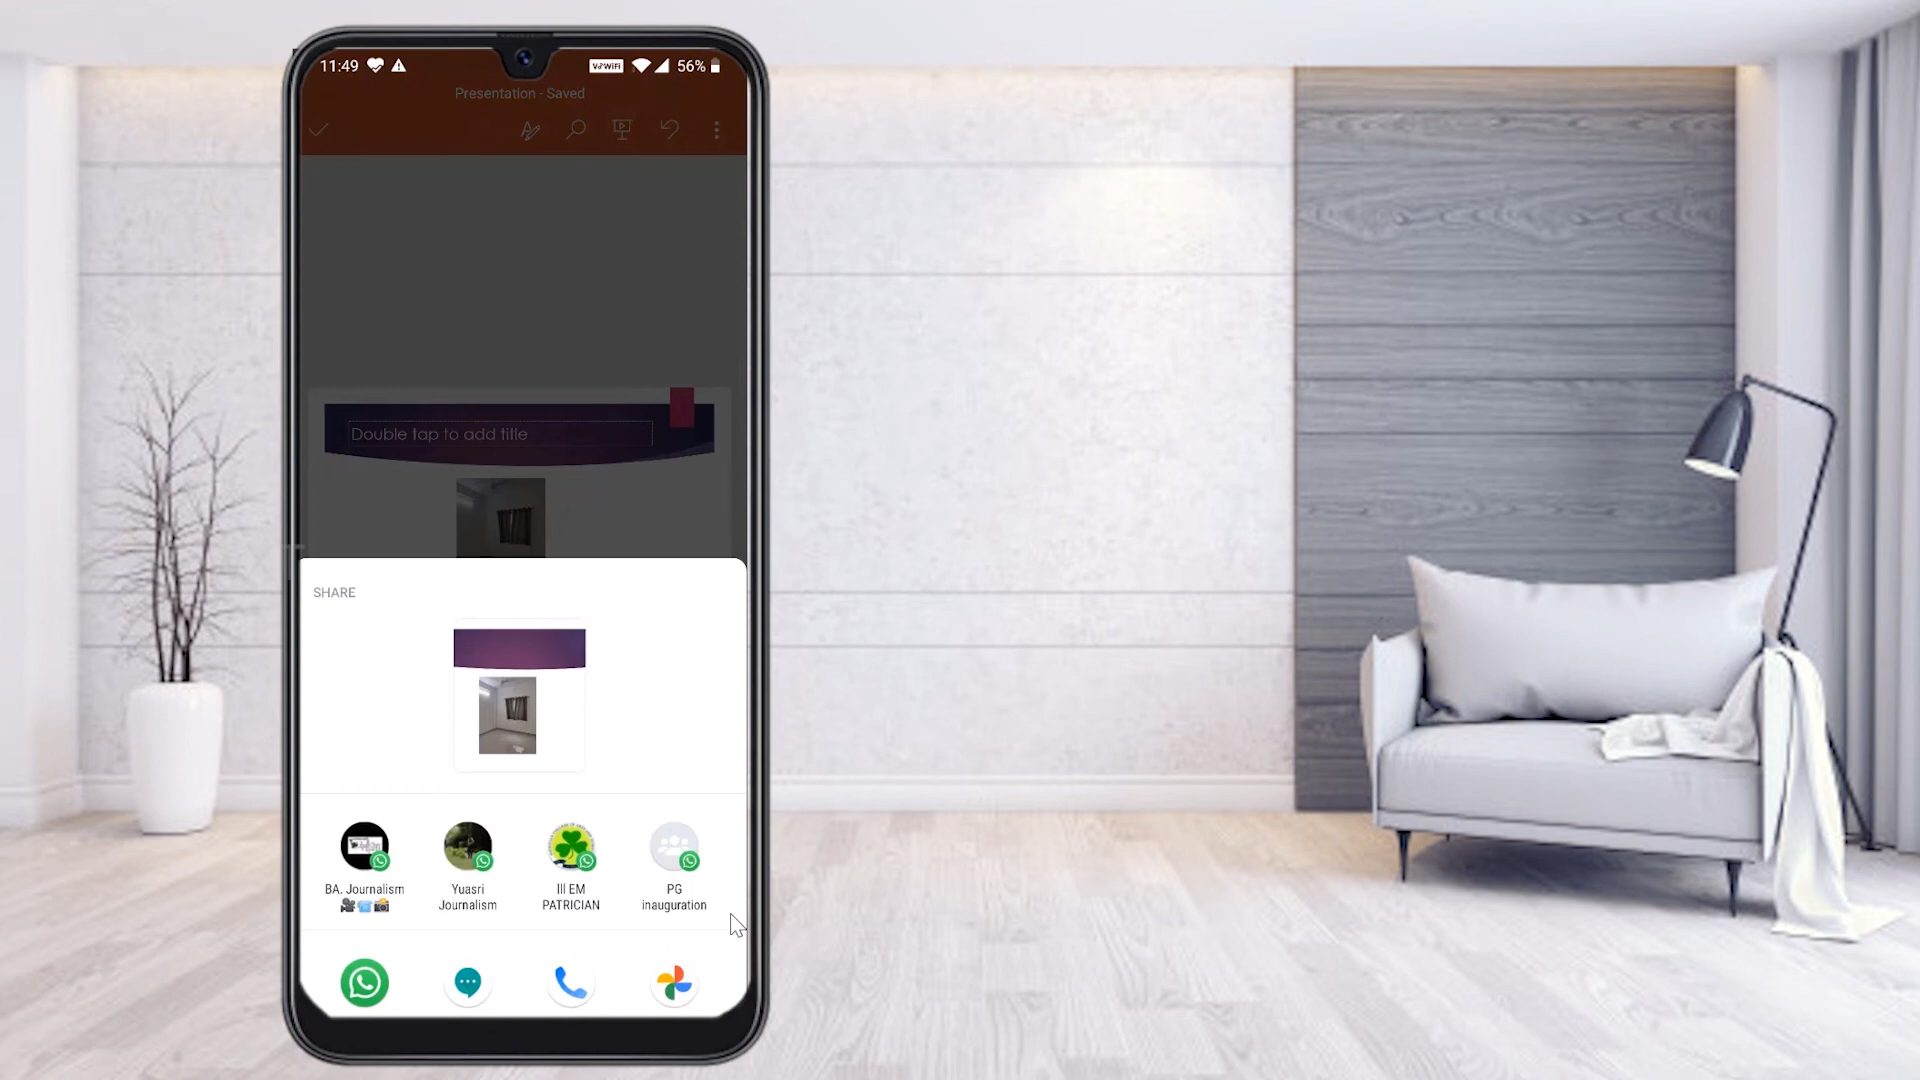 11:49
VoWiFi
56%
Presentation - Saved
Double tap to add title
SHARE
BA. Journalism
Yuasri
Journalism
III EM
PATRICIAN
PG
inauguration